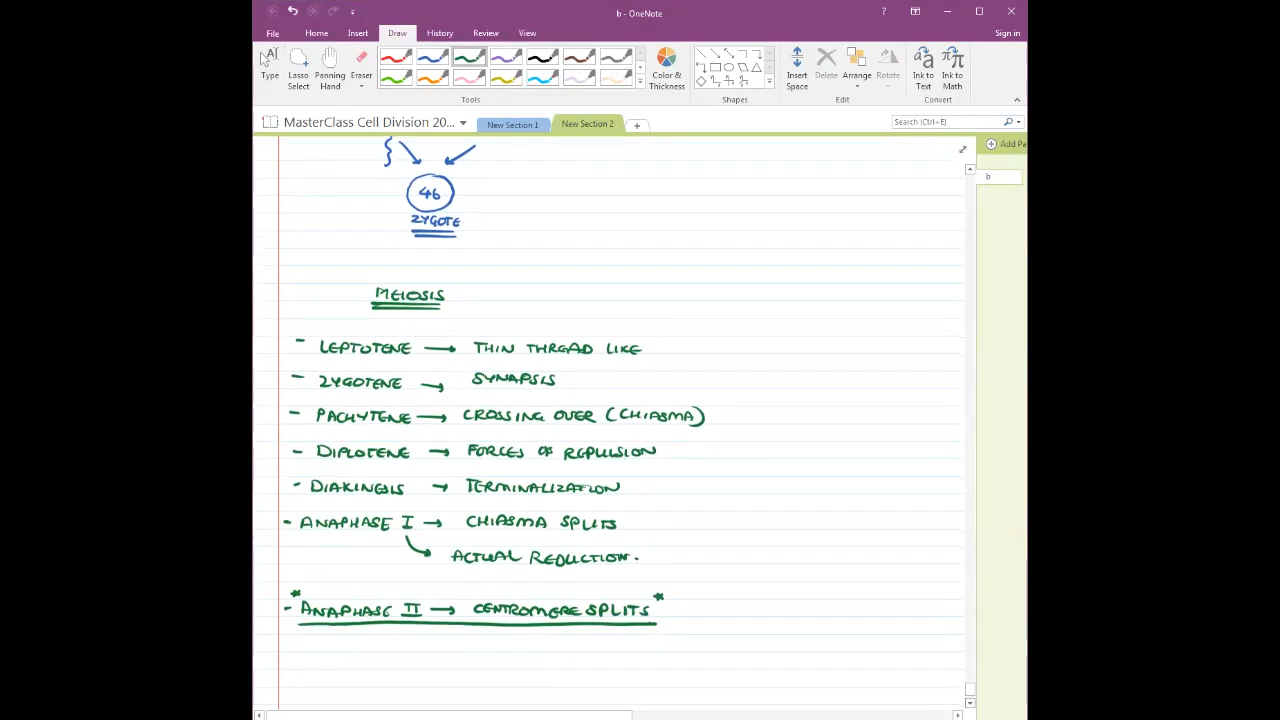 b - OneNote
?
File Home Insert Draw History Review View
Sign in
Type
Lasso Select
Panning Hand
Eraser
Color & Thickness
Insert Space
Delete
Arrange
Rotate
Ink to Text
Ink to Math
Tools
Shapes
Edit
Convert
MasterClass Cell Division 20...
New Section 1
New Section 2
Search (Ctrl+E)
Add Pa
b
46
ZYGOTE
MEIOSIS
- LEPTOTENE → THIN THREAD LIKE
- ZYGOTENE → SYNAPSIS
- PACHYTENE → CROSSING OVER (CHIASMA)
- DIPLOTENE → FORCES OF REPULSION
- DIAKINESIS → TERMINALIZATION
- ANAPHASE I → CHIASMA SPLITS
→ ACTUAL REDUCTION.
- *ANAPHASE II → CENTROMERE SPLITS*